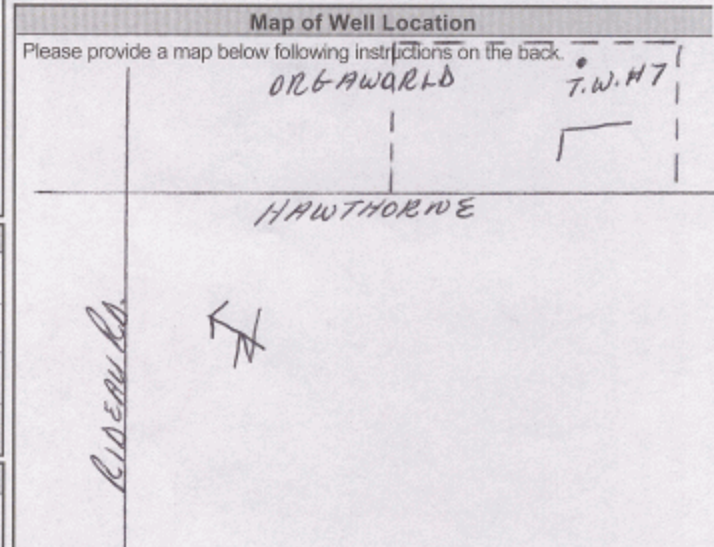 Map of Well Location
Please provide a map below following instructions on the back.
ORGAWORLD
T.W.#7
HAWTHORNE
N
RIDEAU RD.